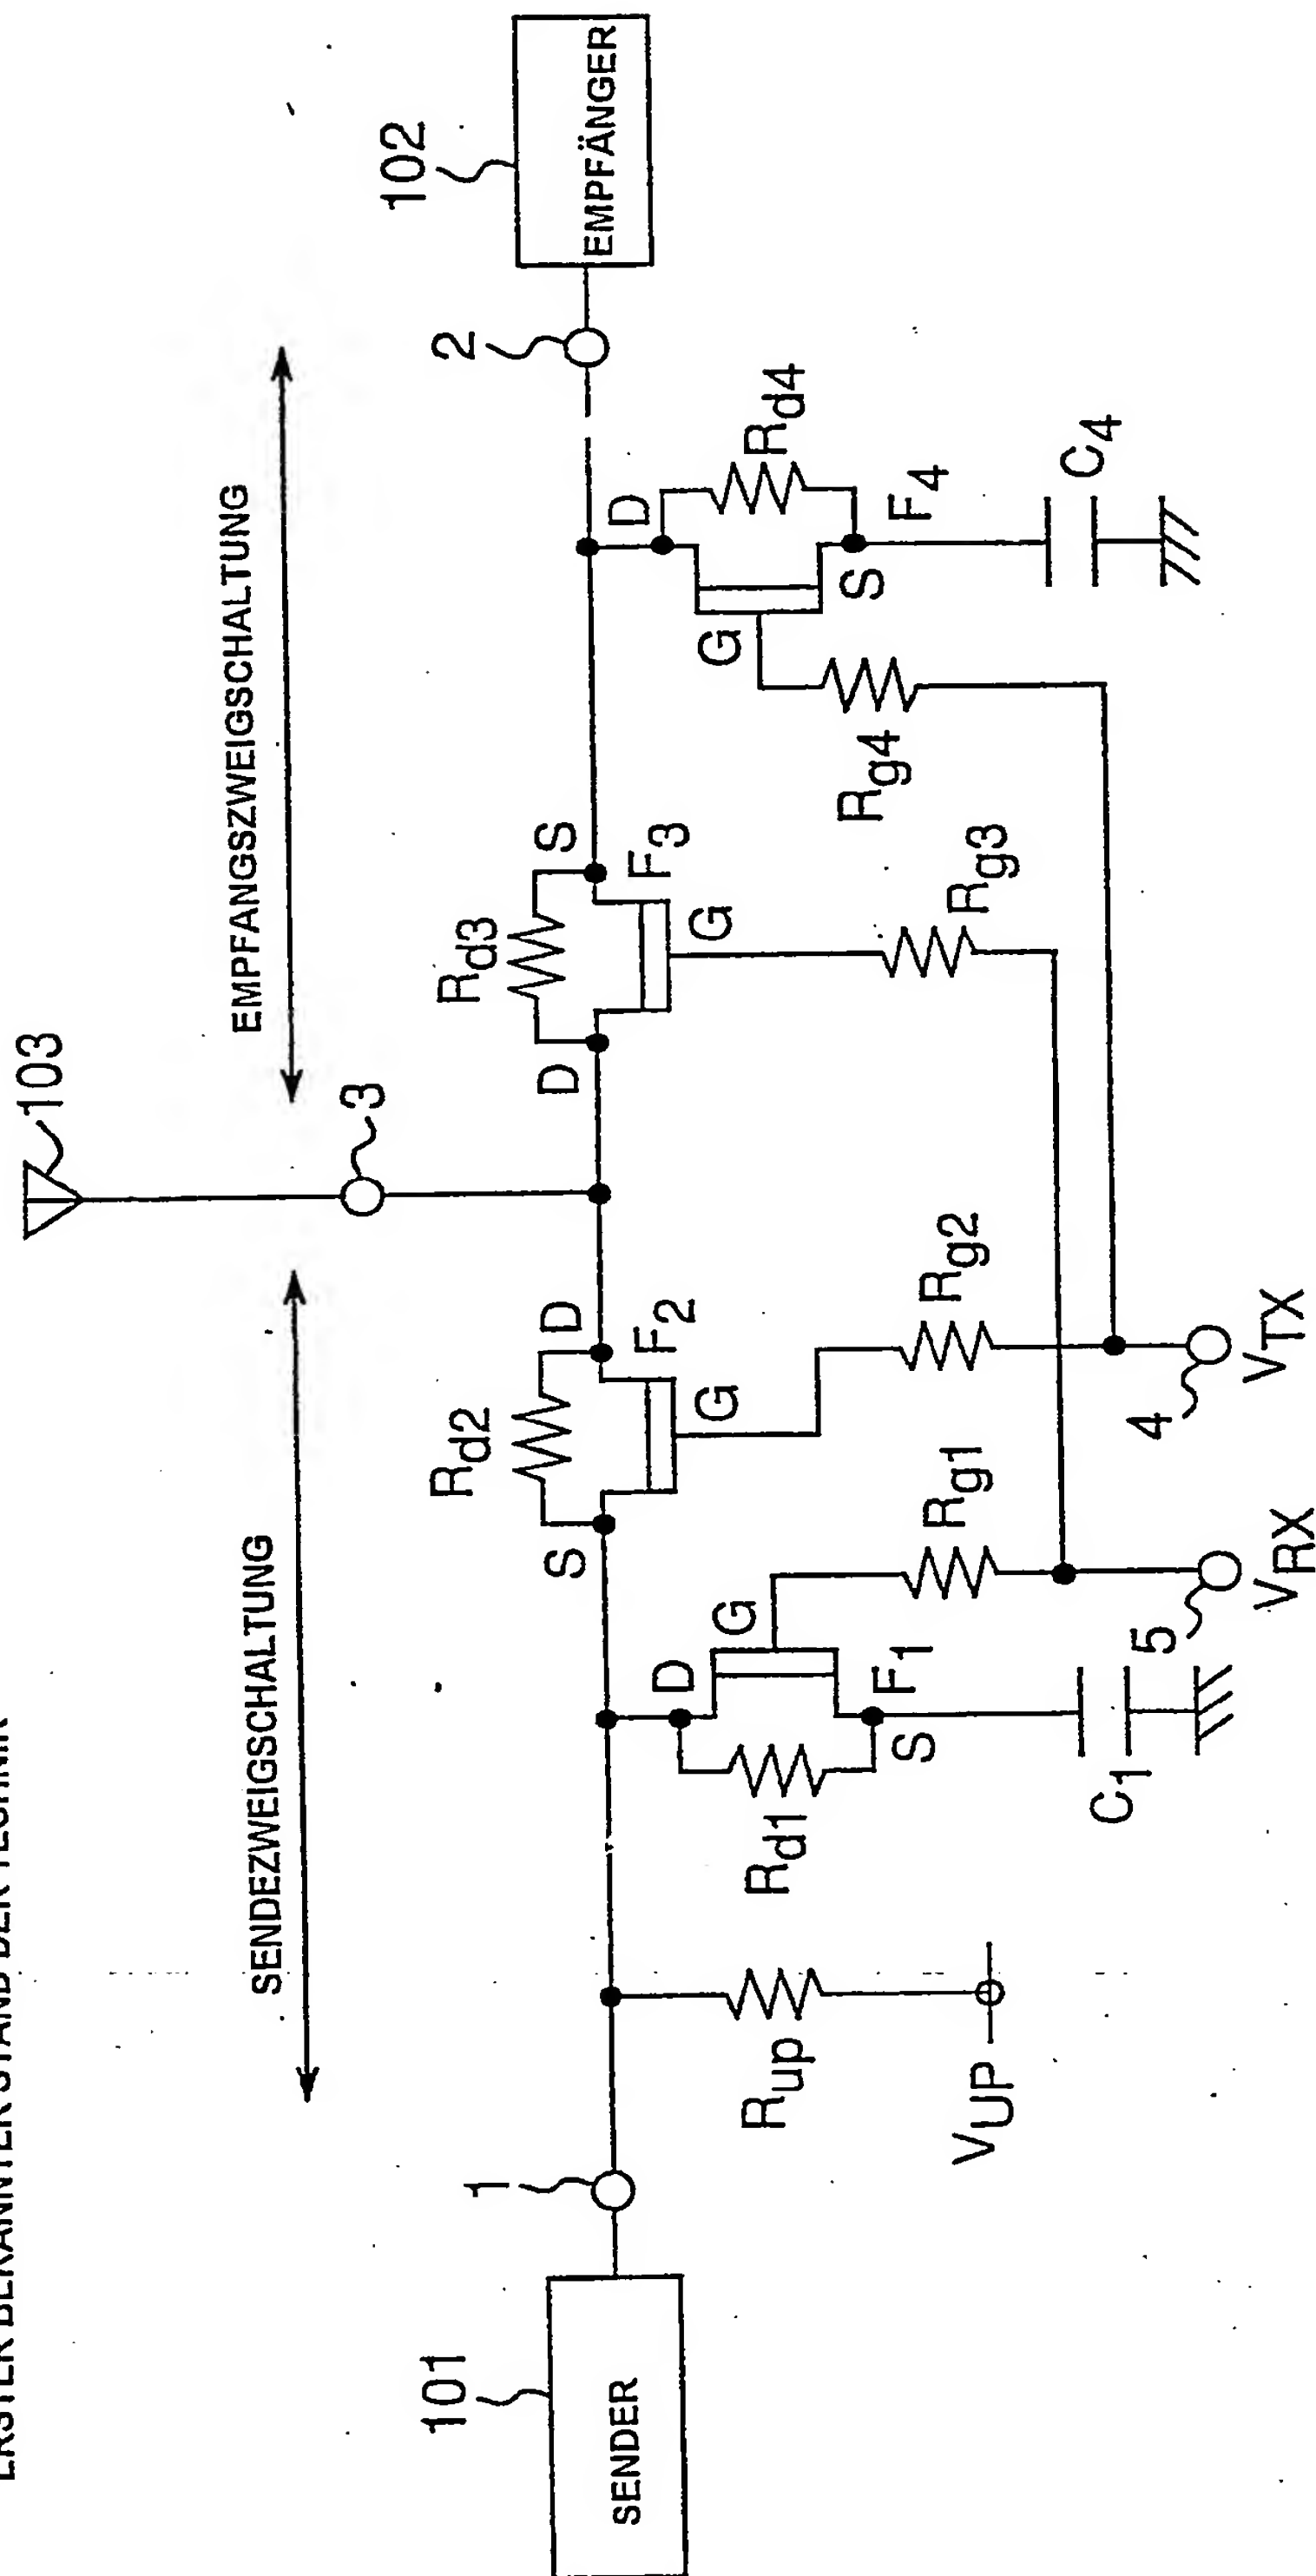 ERSTER BEKANNTER STAND DER TECHNIK
103
3
SENDEZWEIGSCHALTUNG
EMPFANGSZWEIGSCHALTUNG
101
SENDER
1
102
EMPFÄNGER
2
Rd2
S
D
F2
G
Rd3
D
S
F3
G
Rup
VUP
D
G
Rd1
S
F1
C1
Rg1
Rg2
Rg3
D
G
Rd4
S
F4
Rg4
C4
5
VRX
4
VTX